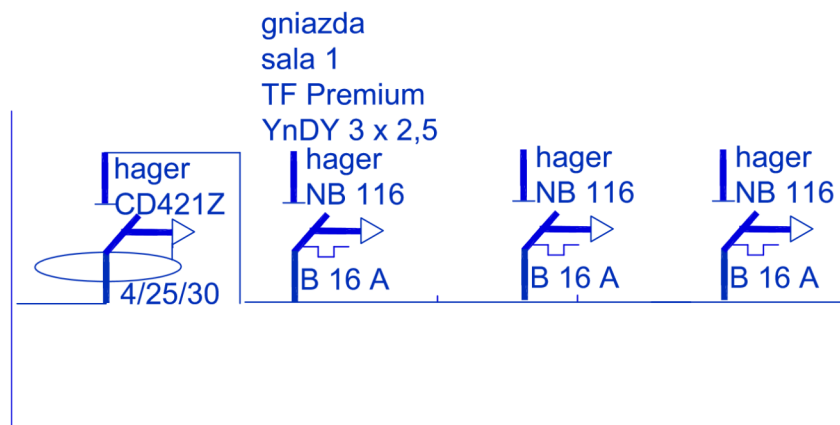 gniazda
sala 1
TF Premium
YnDY 3 x 2,5
hager
CD421Z
4/25/30
hager
NB 116
B 16 A
hager
NB 116
B 16 A
hager
NB 116
B 16 A